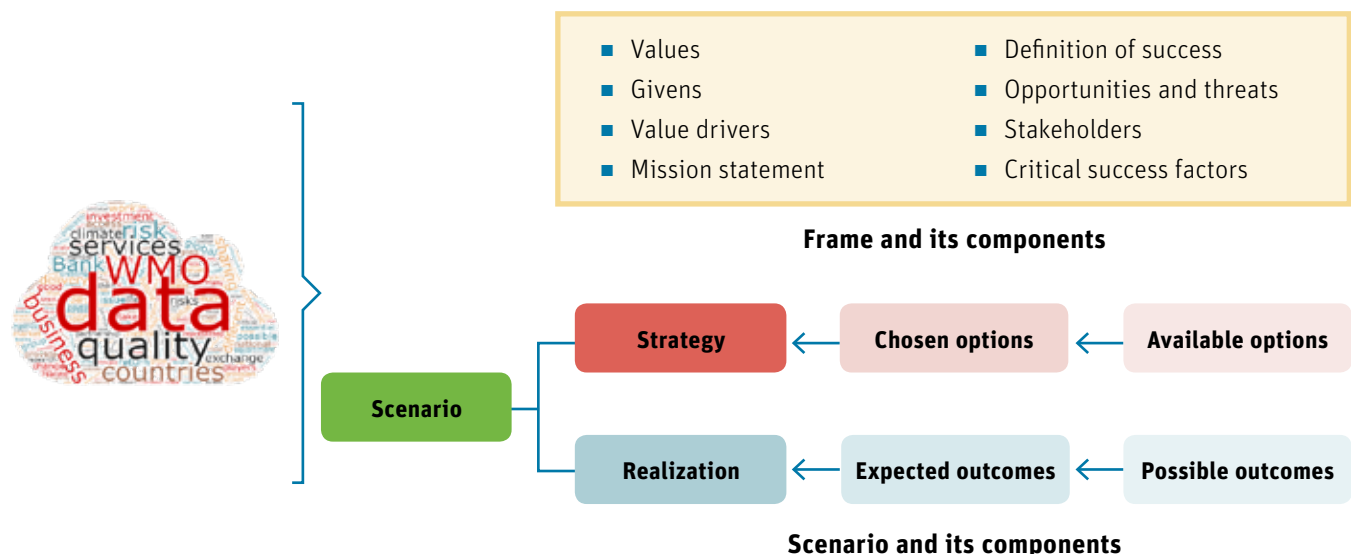 Values
Givens
Value drivers
Mission statement
Definition of success
Opportunities and threats
Stakeholders
Critical success factors
Frame and its components
investment
climate risk
services
Bank WMO
data
risks
business
quality
exchange
countries
possible
Scenario
Strategy
Chosen options
Available options
Realization
Expected outcomes
Possible outcomes
Scenario and its components